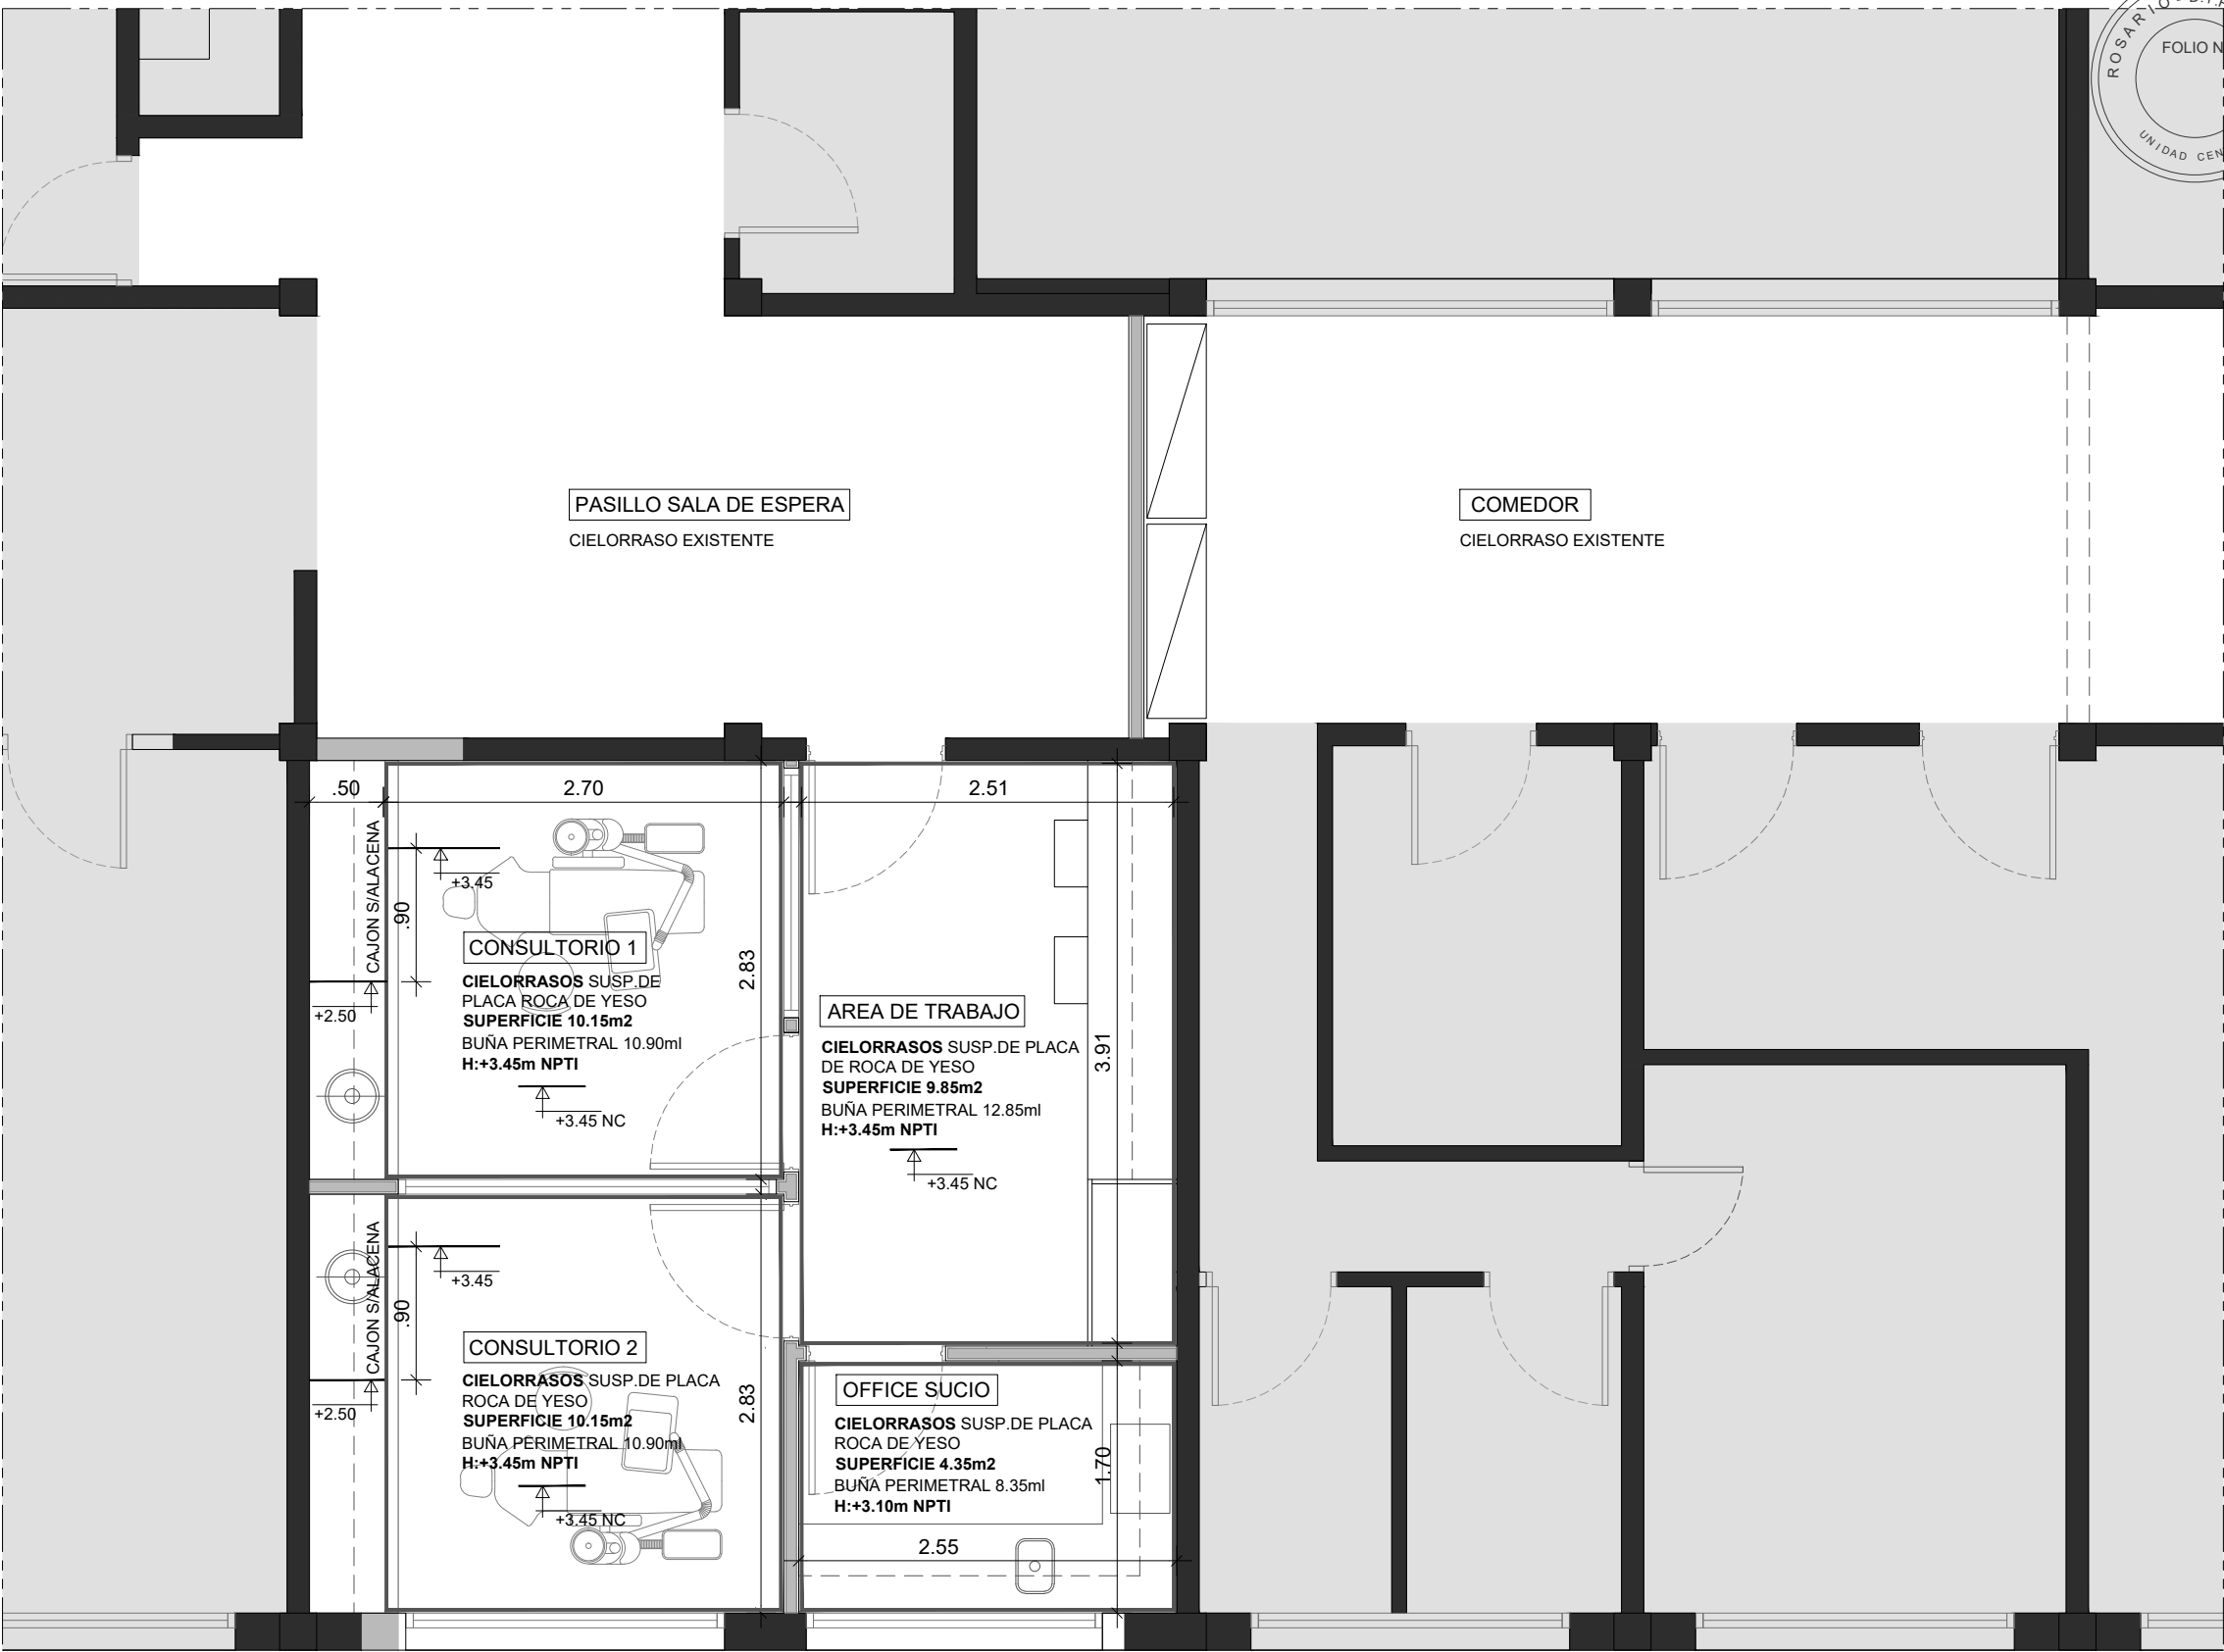 ROSARIO
FOLIO N
UNIDAD CEN
PASILLO SALA DE ESPERA
CIELORRASO EXISTENTE
COMEDOR
CIELORRASO EXISTENTE
.50
2.70
2.51
CAJON S/ALACENA
+3.45
.90
+2.50
2.83
CONSULTORIO 1
CIELORRASOS SUSP.DE
PLACA ROCA DE YESO
SUPERFICIE 10.15m2
BUÑA PERIMETRAL 10.90ml
H:+3.45m NPTI
+3.45 NC
AREA DE TRABAJO
CIELORRASOS SUSP.DE PLACA
DE ROCA DE YESO
SUPERFICIE 9.85m2
BUÑA PERIMETRAL 12.85ml
H:+3.45m NPTI
+3.45 NC
3.91
CAJON S/ALACENA
+3.45
.90
+2.50
2.83
CONSULTORIO 2
CIELORRASOS SUSP.DE PLACA
ROCA DE YESO
SUPERFICIE 10.15m2
BUÑA PERIMETRAL 10.90ml
H:+3.45m NPTI
+3.45 NC
OFFICE SUCIO
CIELORRASOS SUSP.DE PLACA
ROCA DE YESO
SUPERFICIE 4.35m2
BUÑA PERIMETRAL 8.35ml
H:+3.10m NPTI
1.70
2.55